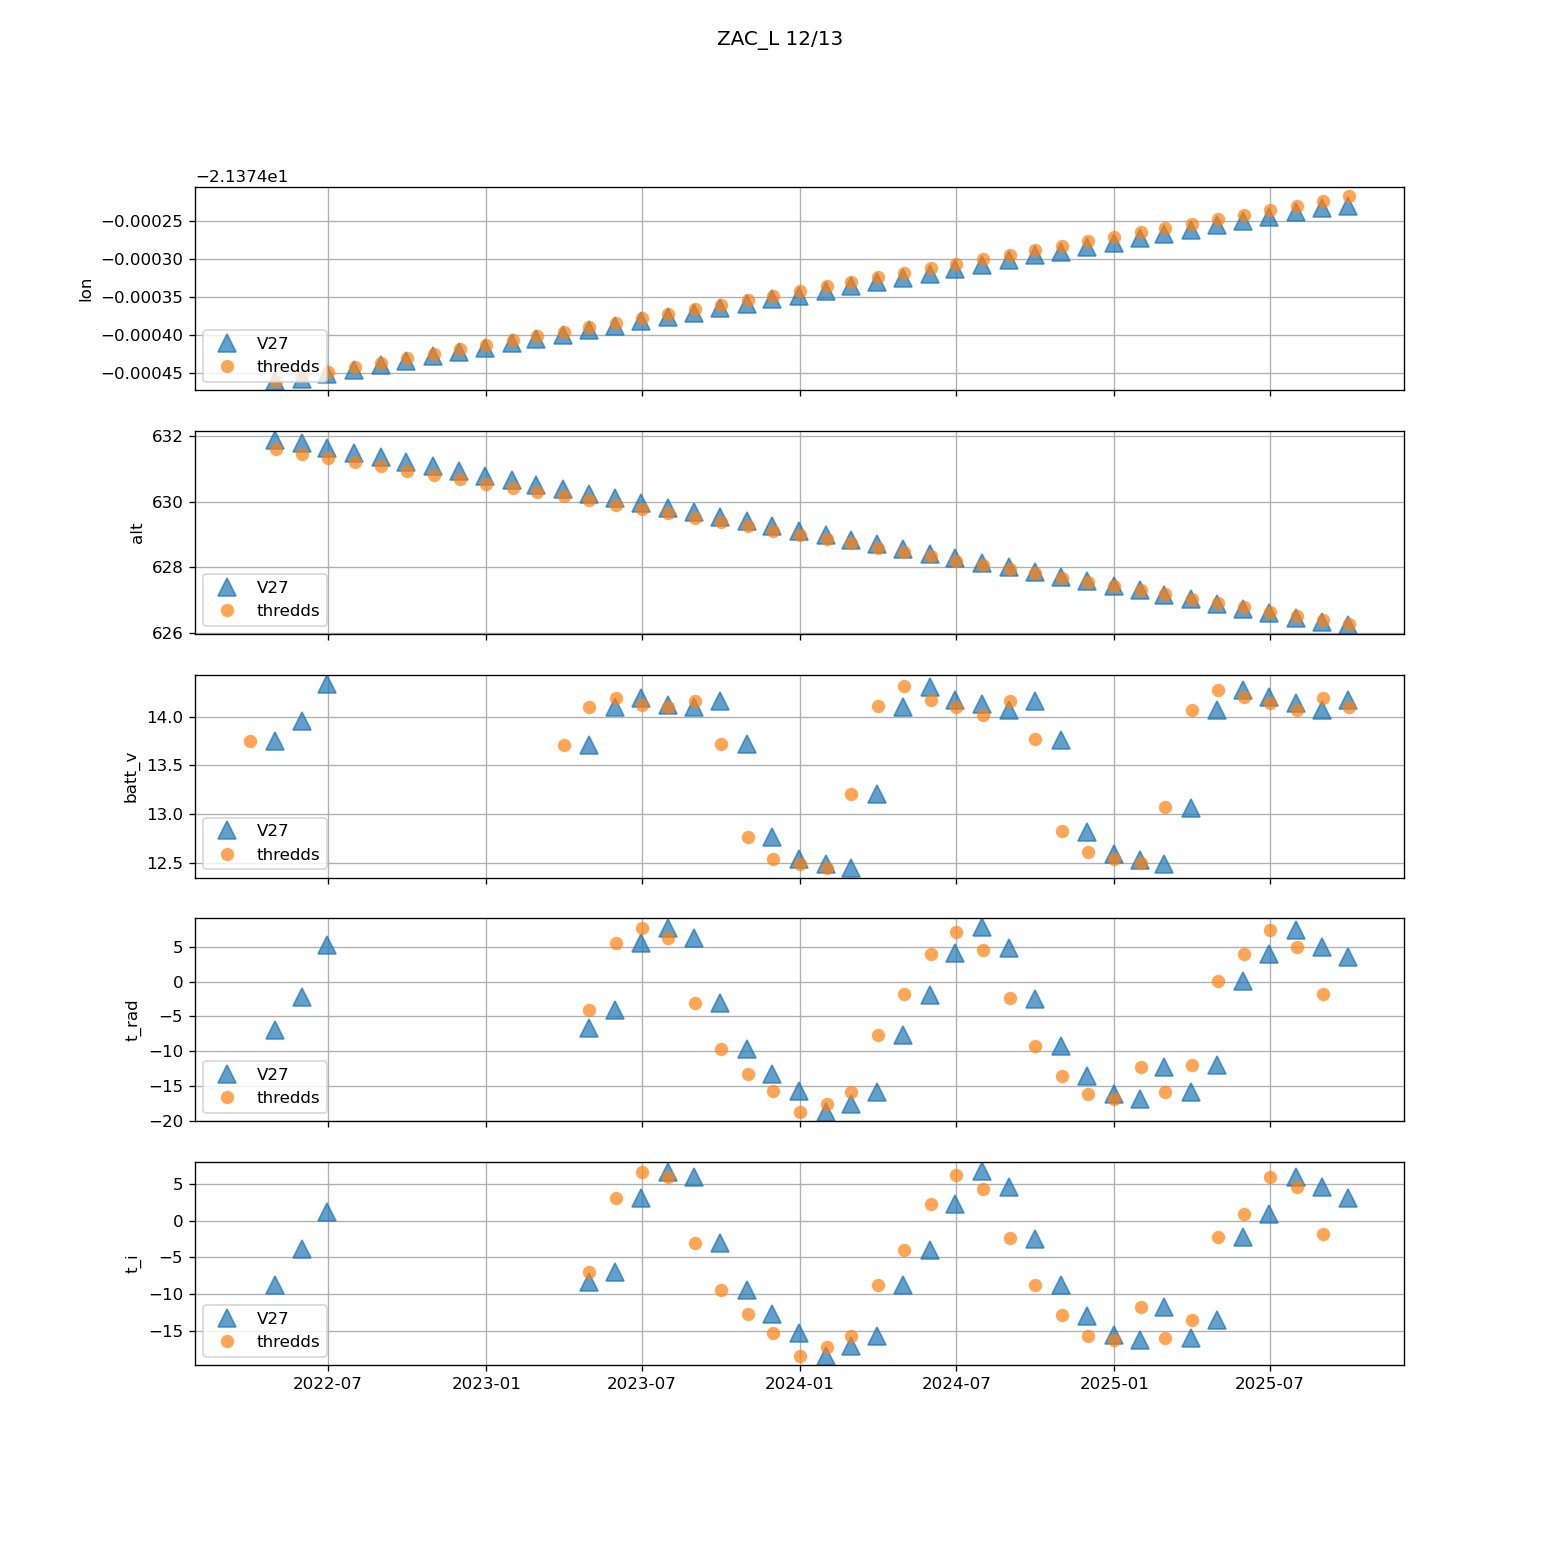 ZAC_L 12/13
−2.1374e1
−0.00025
−0.00030
−0.00035
−0.00040
−0.00045
lon
V27
thredds
632
630
628
626
alt
V27
thredds
14.0
13.5
13.0
12.5
batt_v
V27
thredds
5
0
−5
−10
−15
−20
t_rad
V27
thredds
5
0
−5
−10
−15
t_i
V27
thredds
2022-07
2023-01
2023-07
2024-01
2024-07
2025-01
2025-07